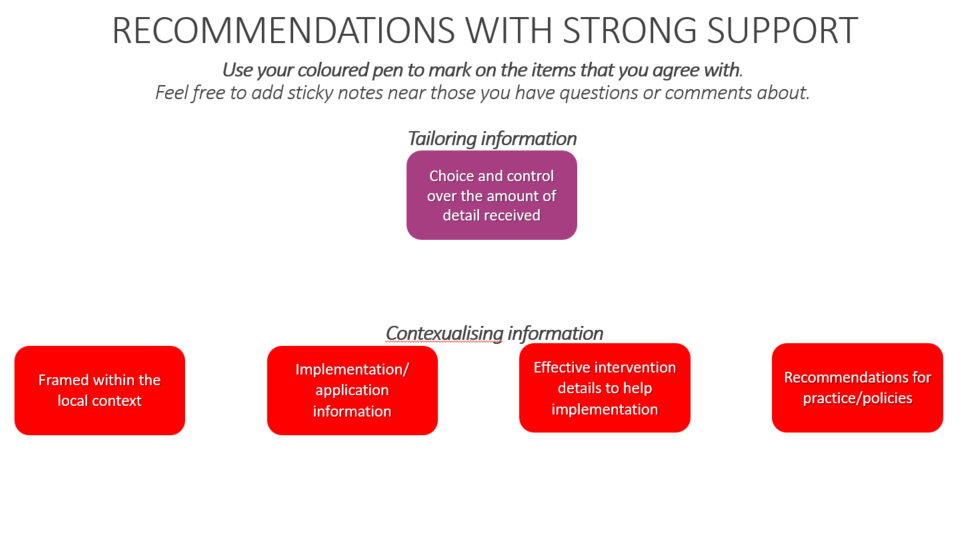 RECOMMENDATIONS WITH STRONG SUPPORT
Use your coloured pen to mark on the items that you agree with.
Feel free to add sticky notes near those you have questions or comments about.
Tailoring information
Choice and control
over the amount of
detail received
Contexualising information
Framed within the
local context
Implementation/
application
information
Effective intervention
details to help
implementation
Recommendations for
practice/policies